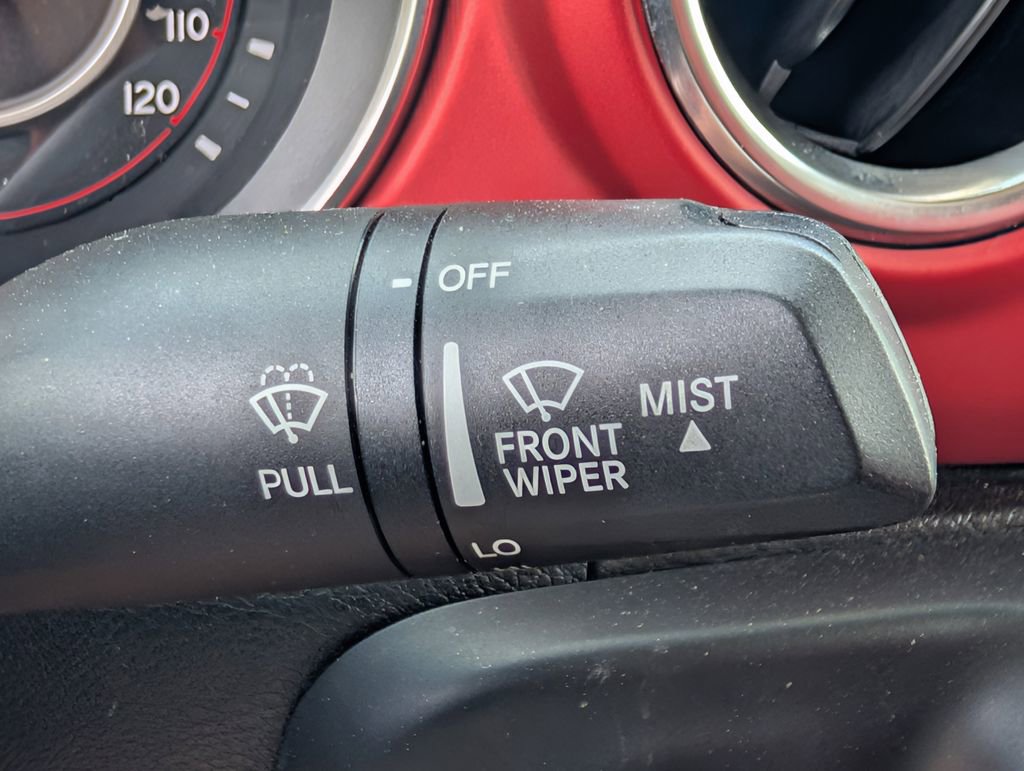 110
120
OFF
MIST
FRONT
WIPER
PULL
LO